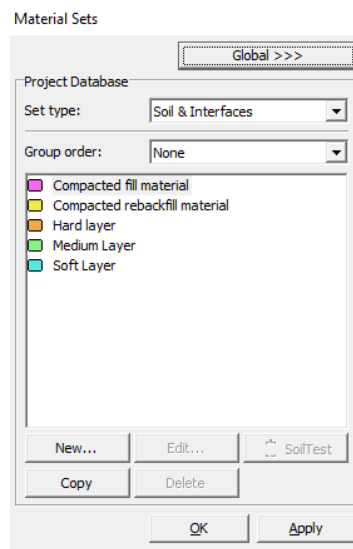 Material Sets
Global >>>
Project Database
Set type: Soil & Interfaces
Group order: None
Compacted fill material
Compacted rebackfill material
Hard layer
Medium Layer
Soft Layer
New... Edit... SoilTest
Copy Delete
OK Apply